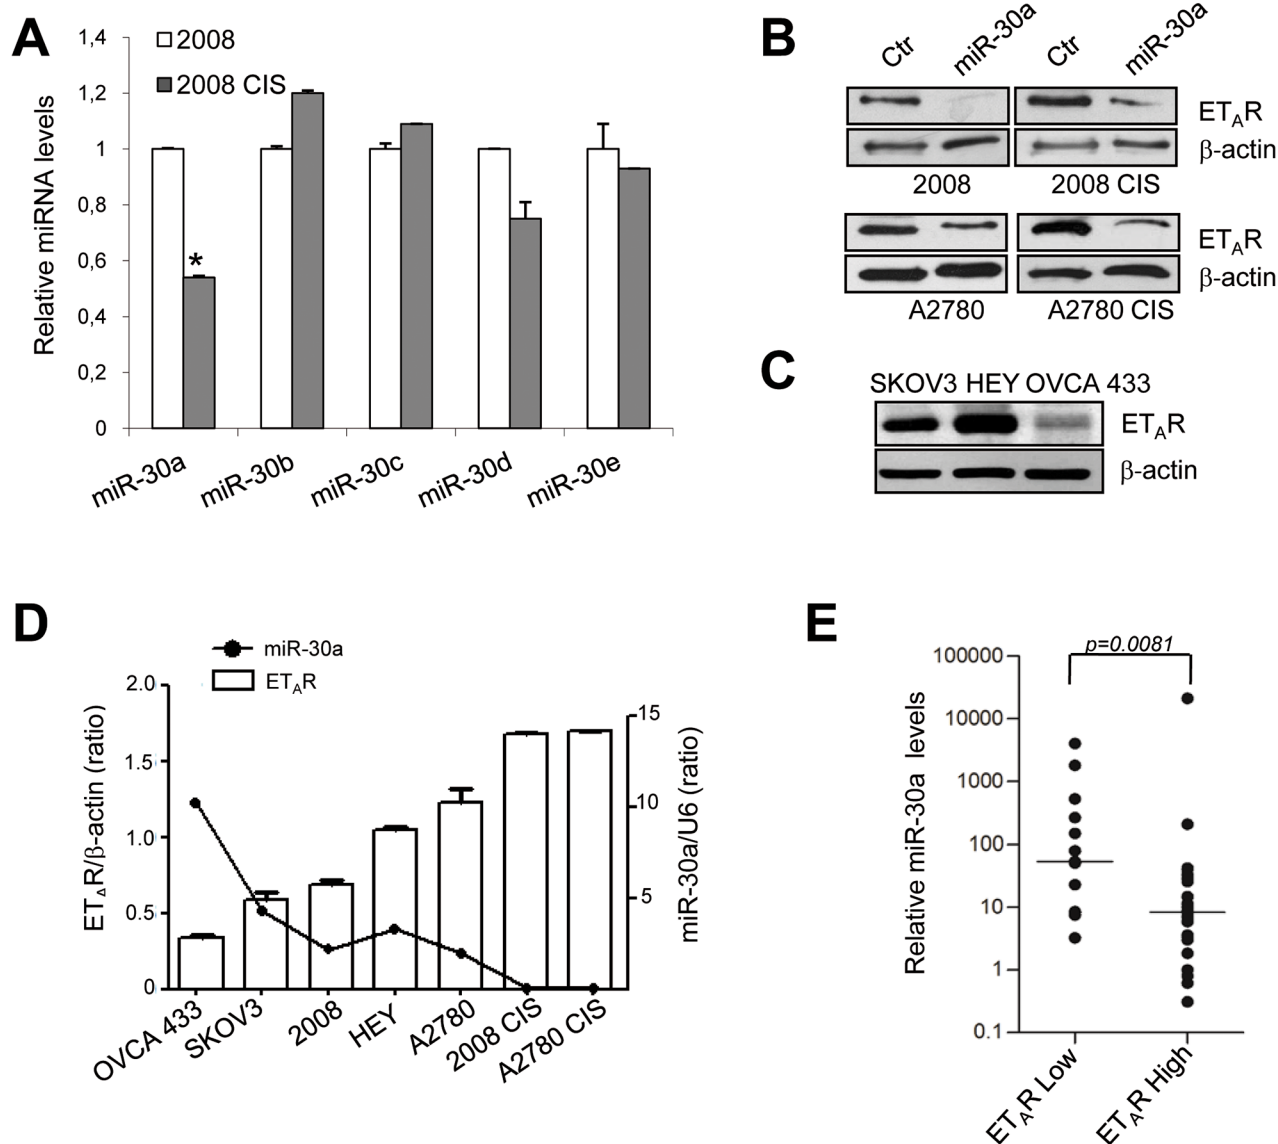 A
2008
2008 CIS
Relative miRNA levels
1,4
1,2
1
0,8
0,6
0,4
0,2
0
*
miR-30a
miR-30b
miR-30c
miR-30d
miR-30e
B
Ctr
miR-30a
Ctr
miR-30a
ETAR
β-actin
2008
2008 CIS
ETAR
β-actin
A2780
A2780 CIS
C
SKOV3 HEY OVCA 433
ETAR
β-actin
D
miR-30a
ETAR
ETAR/β-actin (ratio)
2.0
1.5
1.0
0.5
0
15
10
5
miR-30a/U6 (ratio)
OVCA 433
SKOV3
2008
HEY
A2780
2008 CIS
A2780 CIS
E
p=0.0081
Relative miR-30a levels
100000
10000
1000
100
10
1
0.1
ETAR Low
ETAR High